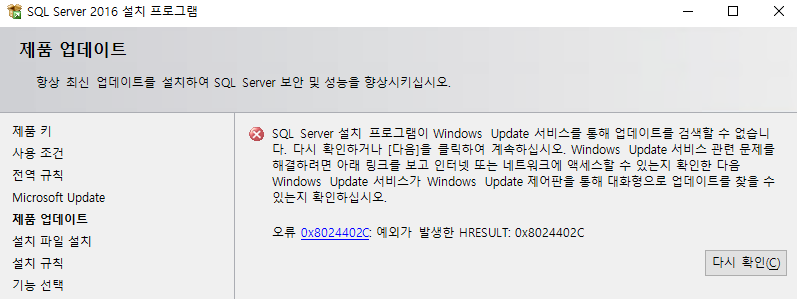 SQL Server 2016 설치 프로그램
제품 업데이트
항상 최신 업데이트를 설치하여 SQL Server 보안 및 성능을 향상시키십시오.
제품 키
사용 조건
전역 규칙
Microsoft Update
제품 업데이트
설치 파일 설치
설치 규칙
기능 선택
SQL Server 설치 프로그램이 Windows Update 서비스를 통해 업데이트를 검색할 수 없습니
다. 다시 확인하거나 [다음]을 클릭하여 계속하십시오. Windows Update 서비스 관련 문제를
해결하려면 아래 링크를 보고 인터넷 또는 네트워크에 액세스할 수 있는지 확인한 다음
Windows Update 서비스가 Windows Update 제어판을 통해 대화형으로 업데이트를 찾을 수
있는지 확인하십시오.
오류 0x8024402C: 예외가 발생한 HRESULT: 0x8024402C
다시 확인(C)